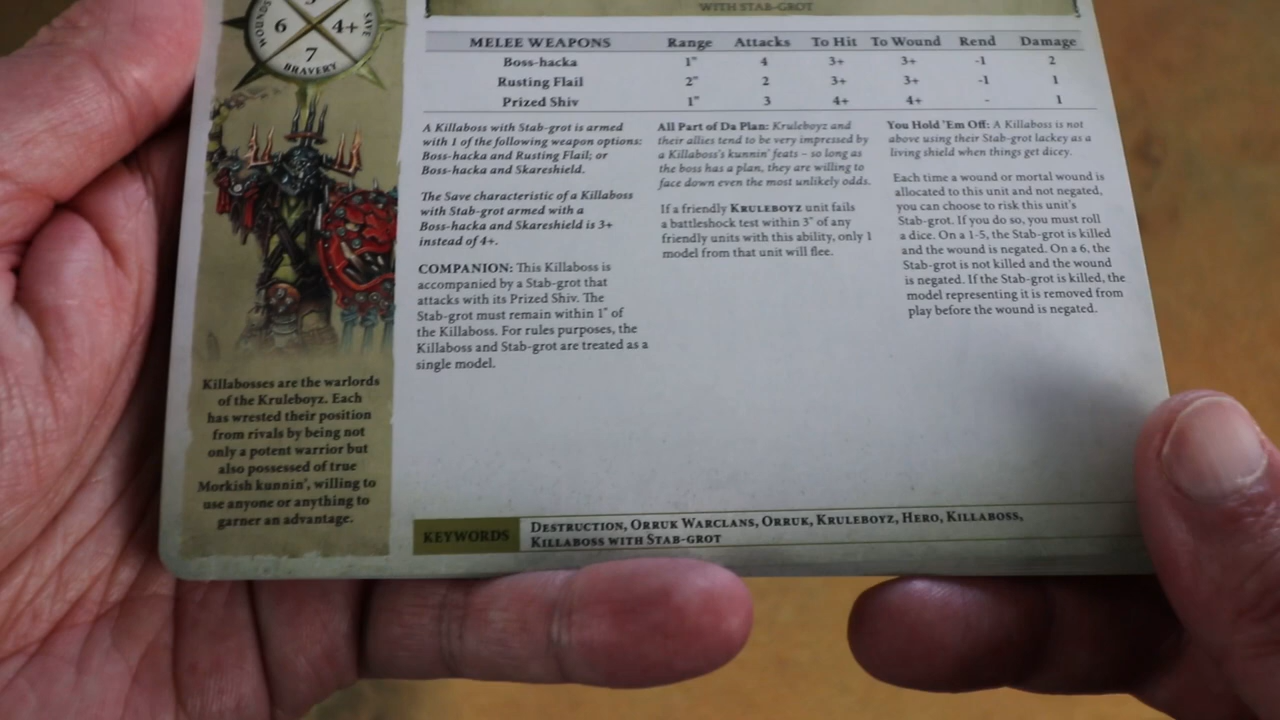 WITH STAB-GROT
WOUNDS
SAVE
6
4+
7
BRAVERY
MELEE WEAPONS Range Attacks To Hit To Wound Rend Damage
Boss-hacka 1" 4 3+ 3+ -1 2
Rusting Flail 2" 2 3+ 3+ -1 1
Prized Shiv 1" 3 4+ 4+ - 1
A Killaboss with Stab-grot is armed
with 1 of the following weapon options:
Boss-hacka and Rusting Flail; or
Boss-hacka and Skareshield.
The Save characteristic of a Killaboss
with Stab-grot armed with a
Boss-hacka and Skareshield is 3+
instead of 4+.
COMPANION: This Killaboss is
accompanied by a Stab-grot that
attacks with its Prized Shiv. The
Stab-grot must remain within 1" of
the Killaboss. For rules purposes, the
Killaboss and Stab-grot are treated as a
single model.
All Part of Da Plan: Kruleboyz and
their allies tend to be very impressed by
a Killaboss's kunnin' feats – so long as
the boss has a plan, they are willing to
face down even the most unlikely odds.
If a friendly KRULEBOYZ unit fails
a battleshock test within 3" of any
friendly units with this ability, only 1
model from that unit will flee.
You Hold 'Em Off: A Killaboss is not
above using their Stab-grot lackey as a
living shield when things get dicey.
Each time a wound or mortal wound is
allocated to this unit and not negated,
you can choose to risk this unit's
Stab-grot. If you do so, you must roll
a dice. On a 1-5, the Stab-grot is killed
and the wound is negated. On a 6, the
Stab-grot is not killed and the wound
is negated. If the Stab-grot is killed, the
model representing it is removed from
play before the wound is negated.
Killabosses are the warlords
of the Kruleboyz. Each
has wrested their position
from rivals by being not
only a potent warrior but
also possessed of true
Morkish kunnin', willing to
use anyone or anything to
garner an advantage.
KEYWORDS
DESTRUCTION, ORRUK WARCLANS, ORRUK, KRULEBOYZ, HERO, KILLABOSS,
KILLABOSS WITH STAB-GROT